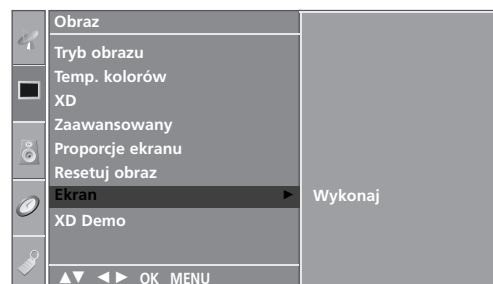 Obraz
Tryb obrazu
Temp. kolorów
XD
Zaawansowany
Proporcje ekranu
Resetuj obraz
Ekran ► Wykonaj
XD Demo
▲▼ ◄► OK MENU